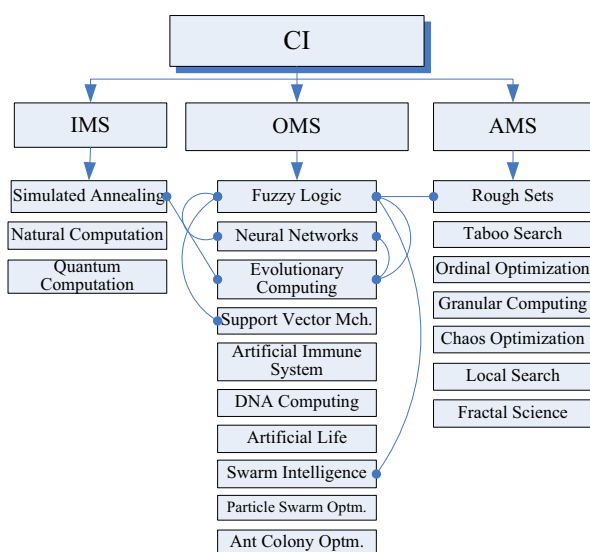 CI
IMS
OMS
AMS
Simulated Annealing
Natural Computation
Quantum
Computation
Fuzzy Logic
Neural Networks
Evolutionary
Computing
Support Vector Mch.
Artificial Immune
System
DNA Computing
Artificial Life
Swarm Intelligence
Particle Swarm Optm.
Ant Colony Optm.
Rough Sets
Taboo Search
Ordinal Optimization
Granular Computing
Chaos Optimization
Local Search
Fractal Science